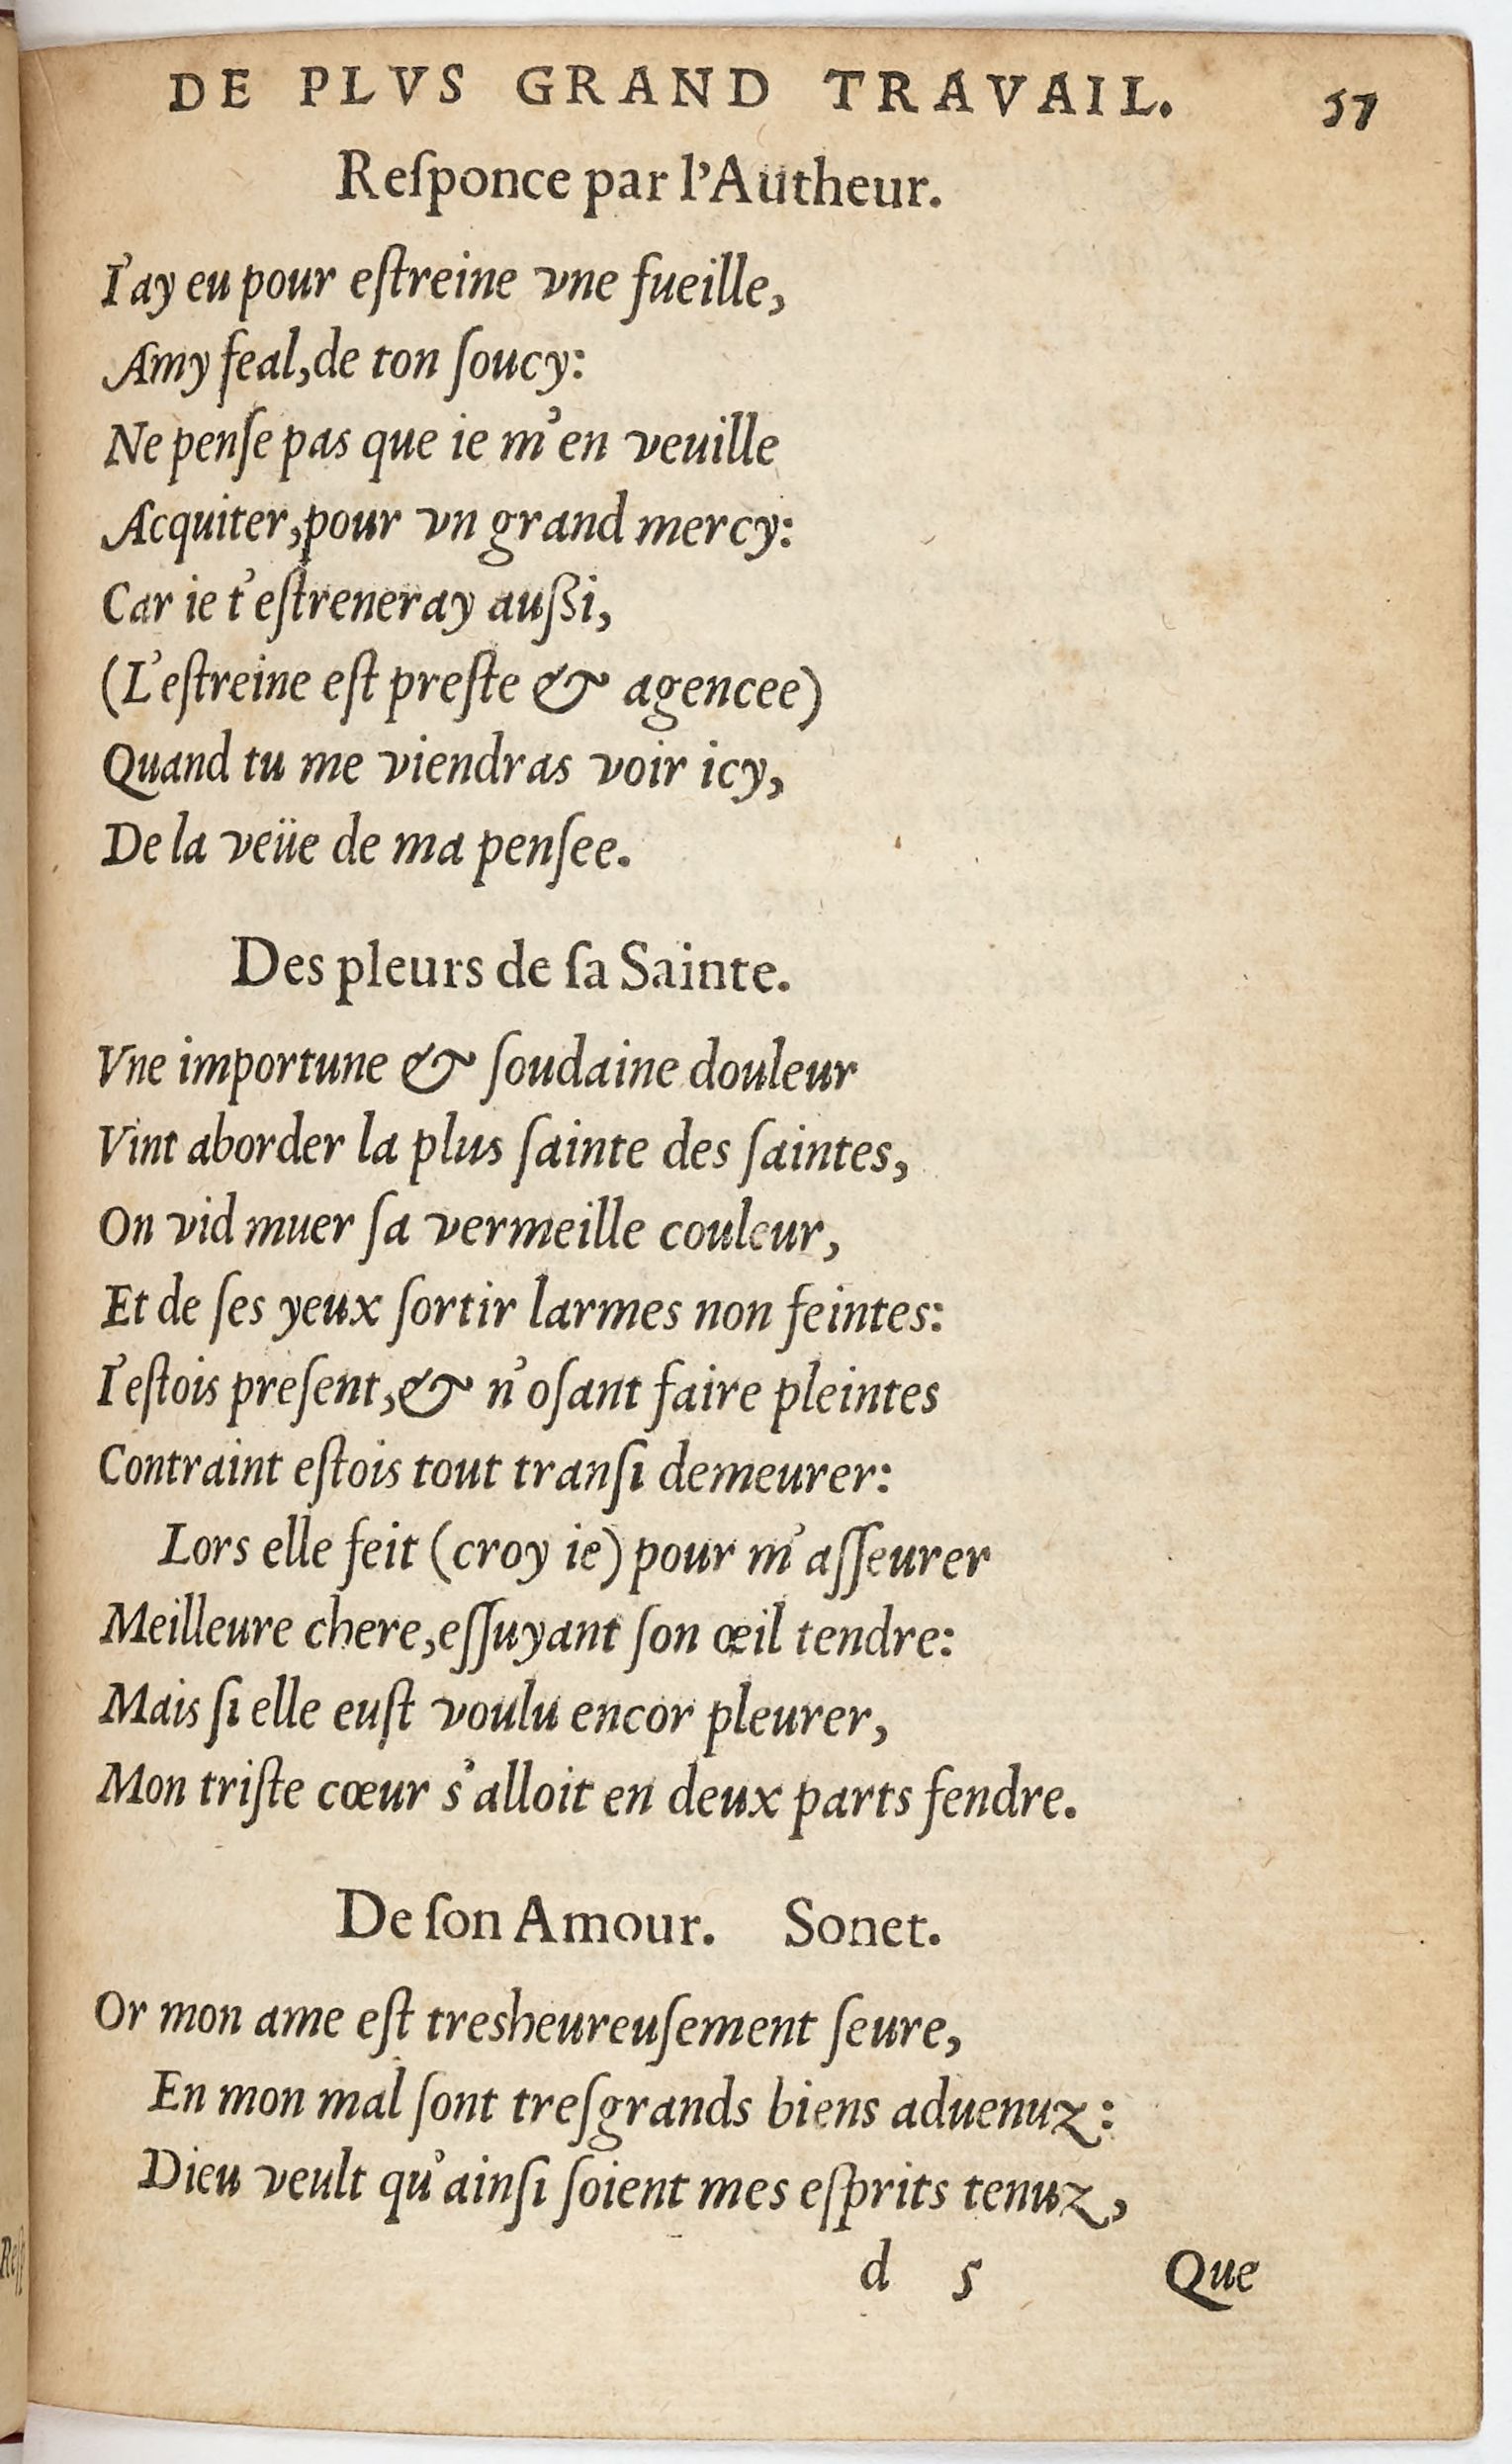 DE PLVS GRAND TRAVAIL. 57
Reſponce par l'Autheur.
I'ay eu pour eſtreine vne fueille,
Amy feal,de ton ſoucy:
Ne penſe pas que ie m'en veuille
Acquiter,pour vn grand mercy:
Car ie t'eſtreneray außi,
(L'eſtreine eſt preſte & agencee)
Quand tu me viendras voir icy,
De la veüe de ma penſee.
Des pleurs de ſa Sainte.
Vne importune & ſoudaine douleur
Vint aborder la plus ſainte des ſaintes,
On vid muer ſa vermeille couleur,
Et de ſes yeux ſortir larmes non feintes:
I'eſtois preſent,& n'oſant faire pleintes
Contraint eſtois tout tranſi demeurer:
Lors elle feit (croy ie) pour m'aſſeurer
Meilleure chere,eſſuyant ſon œil tendre:
Mais ſi elle euſt voulu encor pleurer,
Mon triſte cœur s'alloit en deux parts fendre.
De ſon Amour. Sonet.
Or mon ame eſt tresheureuſement ſeure,
En mon mal ſont treſgrands biens aduenuz:
Dieu veult qu'ainſi ſoient mes eſprits tenuz,
d 5 Que